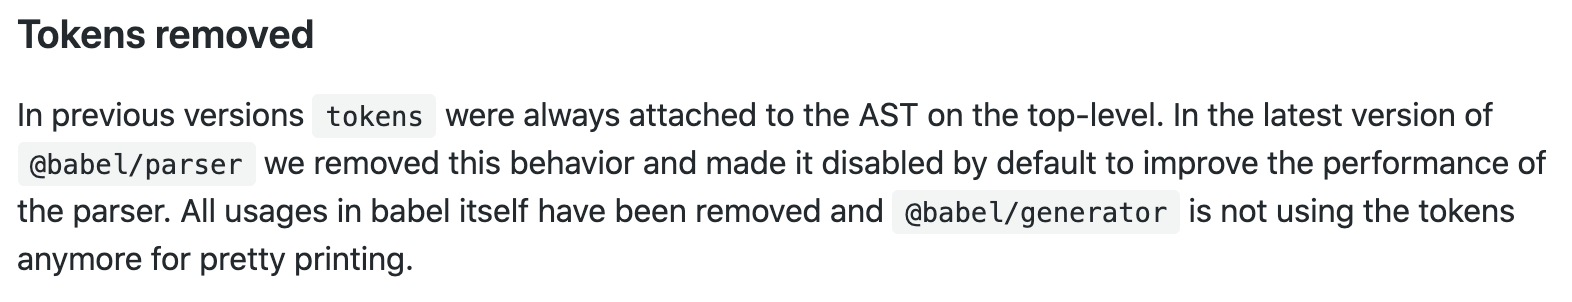 Tokens removed
In previous versions tokens were always attached to the AST on the top-level. In the latest version of
@babel/parser we removed this behavior and made it disabled by default to improve the performance of
the parser. All usages in babel itself have been removed and @babel/generator is not using the tokens
anymore for pretty printing.